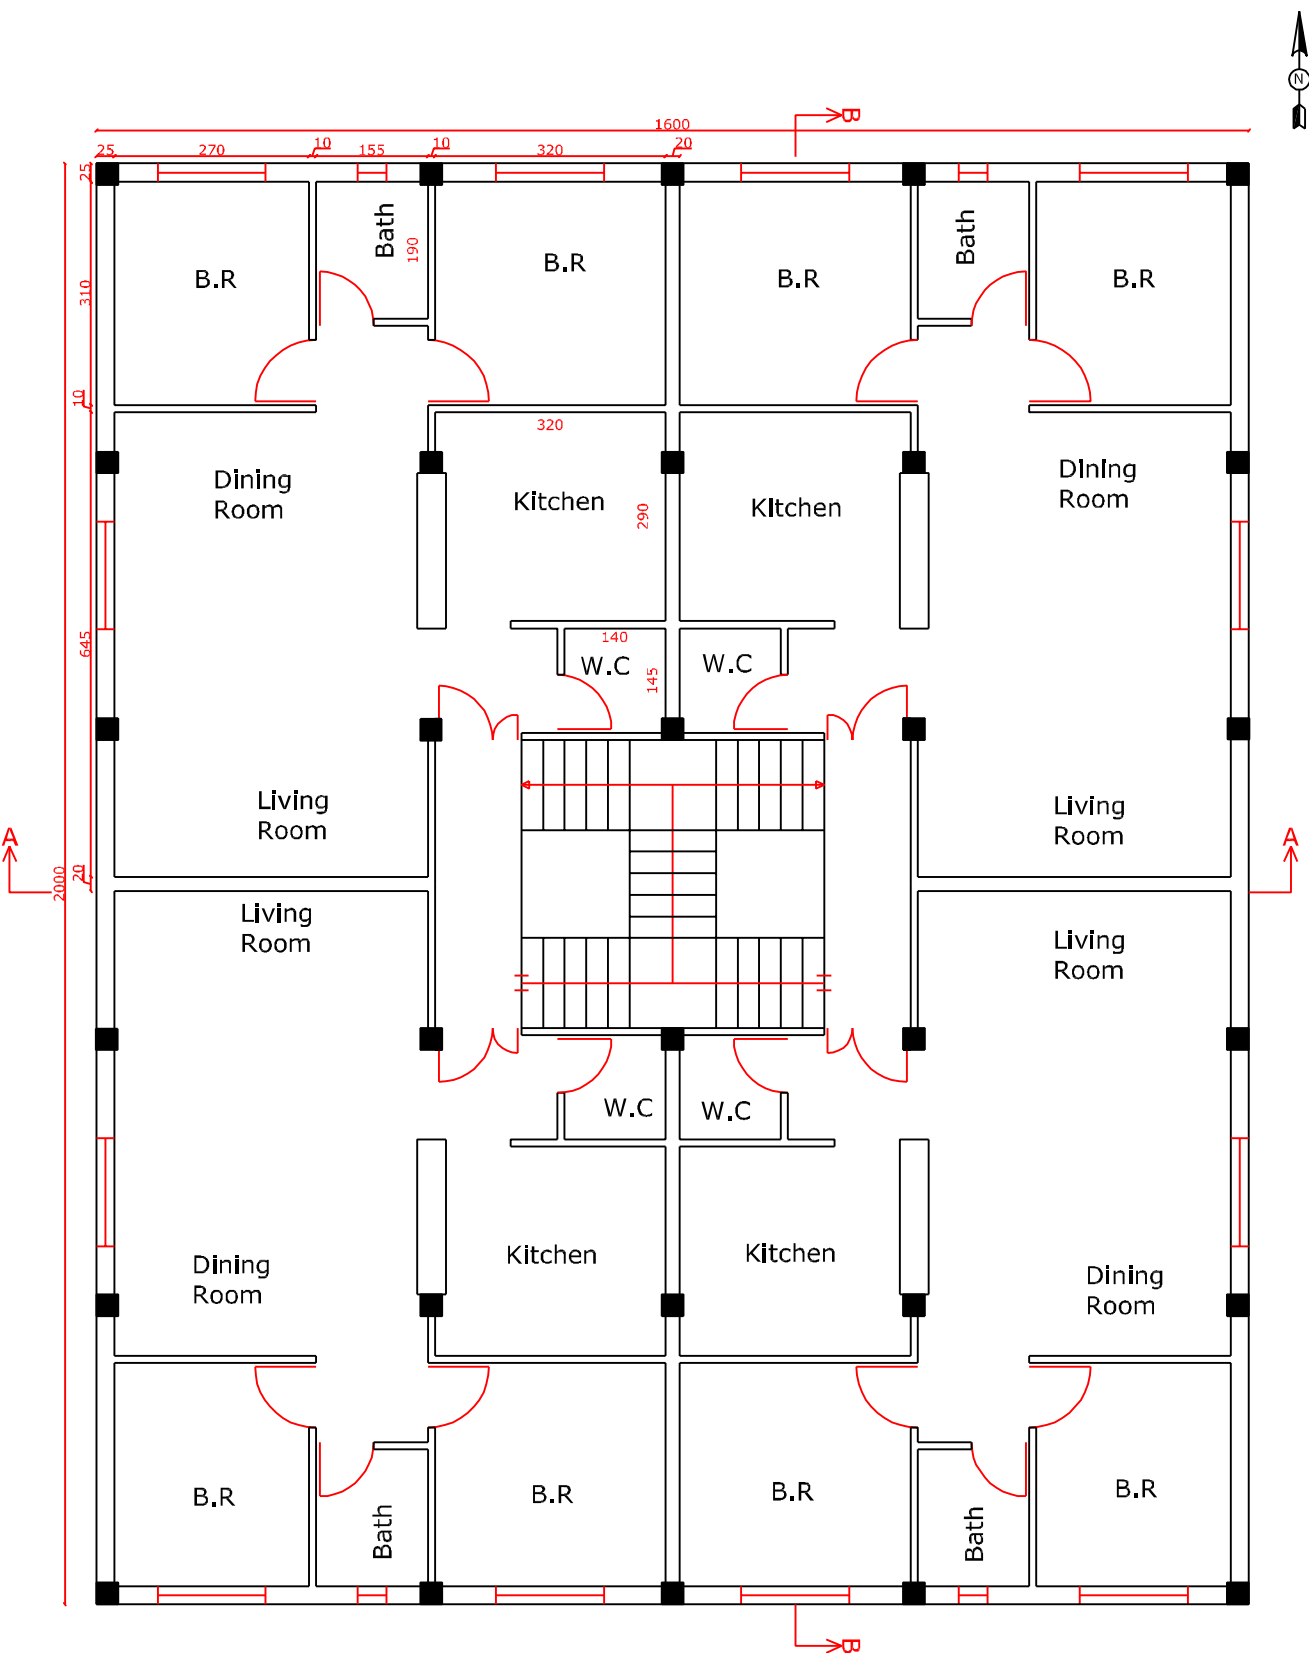 N
B
1600
25
270
10
155
10
320
20
25
Bath
190
Bath
B.R
B.R
B.R
B.R
310
10
320
Dining
Room
Kitchen
Kitchen
Dining
Room
290
645
140
W.C
W.C
145
Living
Room
Living
Room
A
A
20
2000
Living
Room
Living
Room
W.C
W.C
Dining
Room
Kitchen
Kitchen
Dining
Room
B.R
B.R
B.R
B.R
Bath
Bath
B